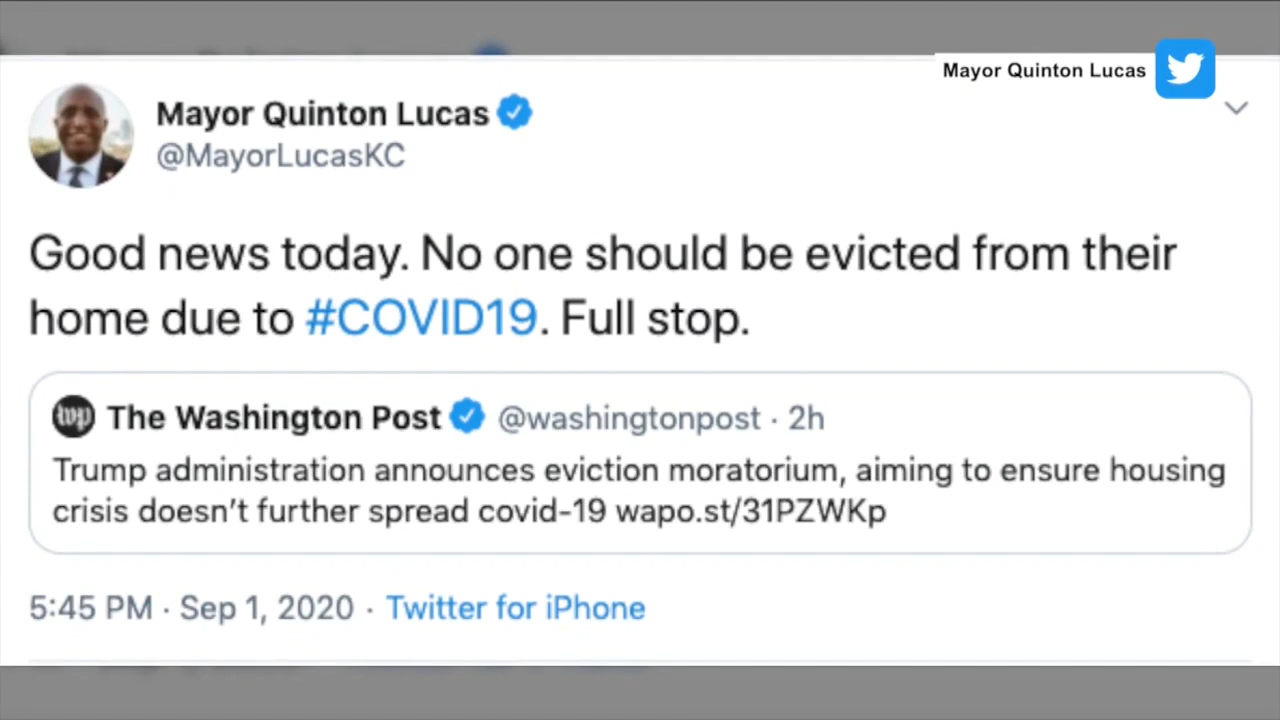 Mayor Quinton Lucas
Mayor Quinton Lucas
@MayorLucasKC
Good news today. No one should be evicted from their
home due to #COVID19. Full stop.
wp The Washington Post @washingtonpost · 2h
Trump administration announces eviction moratorium, aiming to ensure housing
crisis doesn't further spread covid-19 wapo.st/31PZWKp
5:45 PM · Sep 1, 2020 · Twitter for iPhone